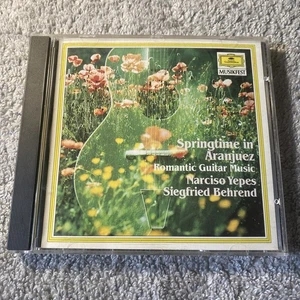 MUSIKFEST
Springtime in
Aranjuez
Romantic Guitar Music
Narciso Yepes
Siegfried Behrend